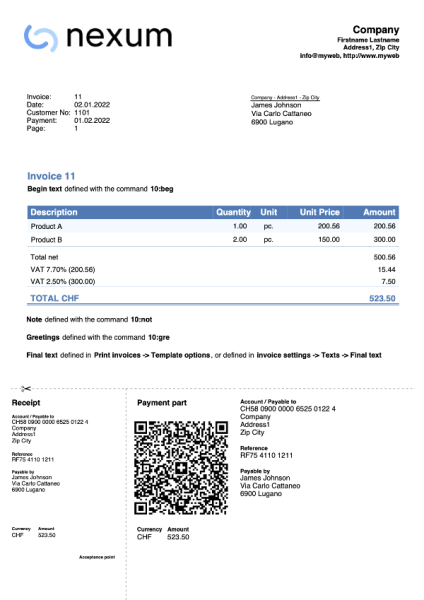 nexum
Company
Firstname Lastname
Address1, Zip City
info@myweb, http://www.myweb
Invoice: 11
Date: 02.01.2022
Customer No: 1101
Payment: 01.02.2022
Page: 1
Company - Address1 - Zip City
James Johnson
Via Carlo Cattaneo
6900 Lugano
Invoice 11
Begin text defined with the command 10:beg
Description Quantity Unit Unit Price Amount
Product A 1.00 pc. 200.56 200.56
Product B 2.00 pc. 150.00 300.00
Total net 500.56
VAT 7.70% (200.56) 15.44
VAT 2.50% (300.00) 7.50
TOTAL CHF 523.50
Note defined with the command 10:not
Greetings defined with the command 10:gre
Final text defined in Print invoices -> Template options, or defined in invoice settings -> Texts -> Final text
Receipt
Account / Payable to
CH58 0900 0000 6525 0122 4
Company
Address1
Zip City
Reference
RF75 4110 1211
Payable by
James Johnson
Via Carlo Cattaneo
6900 Lugano
Currency Amount
CHF 523.50
Acceptance point
Payment part
Currency Amount
CHF 523.50
Account / Payable to
CH58 0900 0000 6525 0122 4
Company
Address1
Zip City
Reference
RF75 4110 1211
Payable by
James Johnson
Via Carlo Cattaneo
6900 Lugano